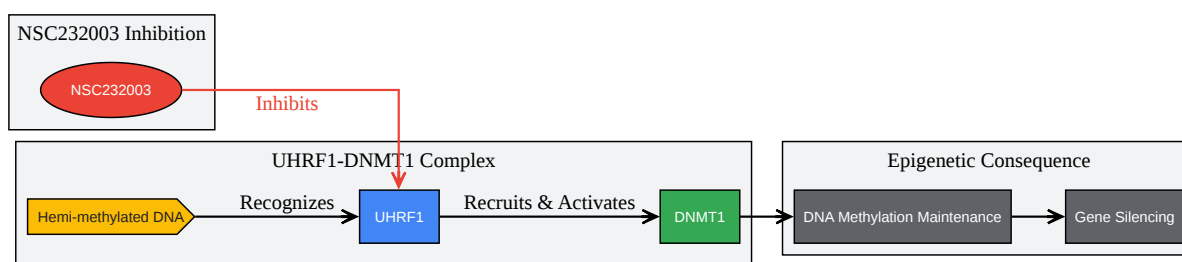 NSC232003 Inhibition
NSC232003
Inhibits
UHRF1-DNMT1 Complex
Hemi-methylated DNA
Recognizes
UHRF1
Recruits & Activates
DNMT1
Epigenetic Consequence
DNA Methylation Maintenance
Gene Silencing